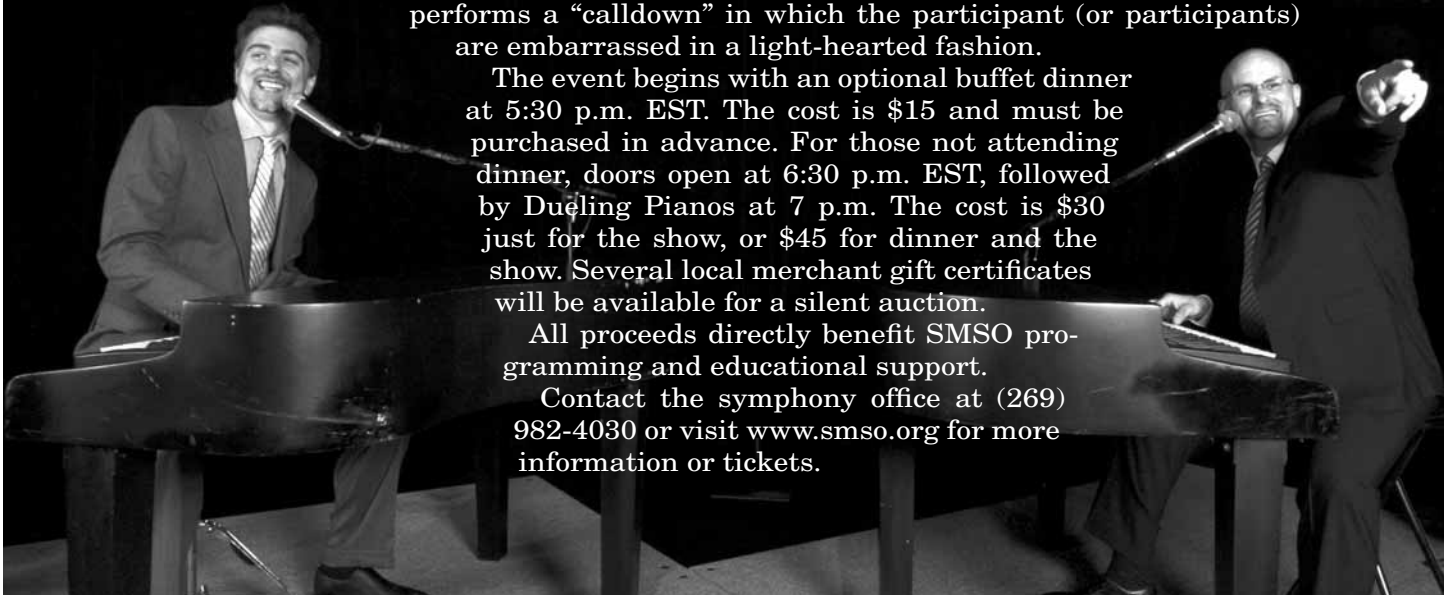 performs a “calldown” in which the participant (or participants)
are embarrassed in a light-hearted fashion.
The event begins with an optional buffet dinner
at 5:30 p.m. EST. The cost is $15 and must be
purchased in advance. For those not attending
dinner, doors open at 6:30 p.m. EST, followed
by Dueling Pianos at 7 p.m. The cost is $30
just for the show, or $45 for dinner and the
show. Several local merchant gift certificates
will be available for a silent auction.
All proceeds directly benefit SMSO pro-
gramming and educational support.
Contact the symphony office at (269)
982-4030 or visit www.smso.org for more
information or tickets.